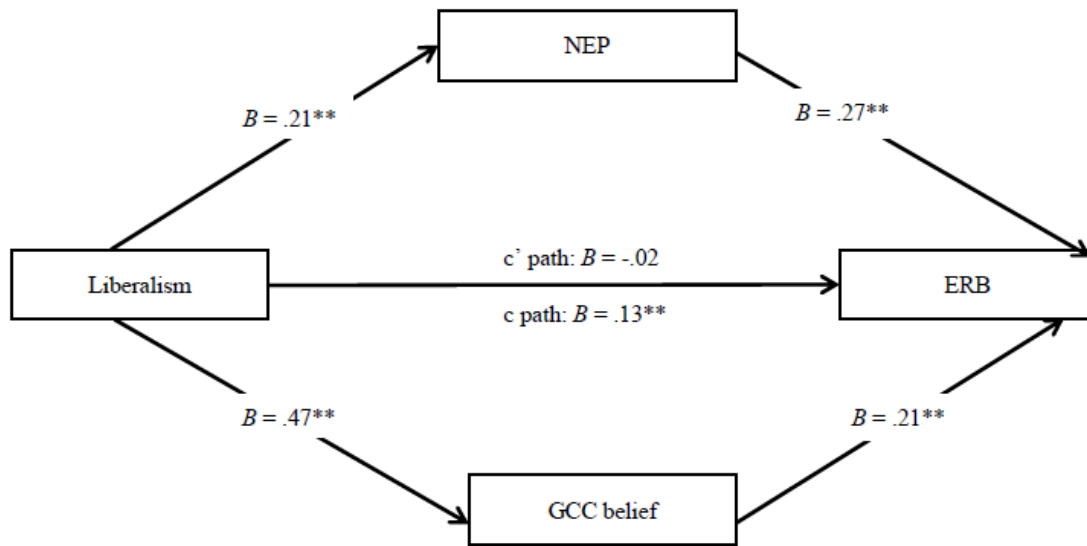 NEP
B = .21**
B = .27**
c’ path: B = -.02
Liberalism
ERB
c path: B = .13**
B = .47**
B = .21**
GCC belief